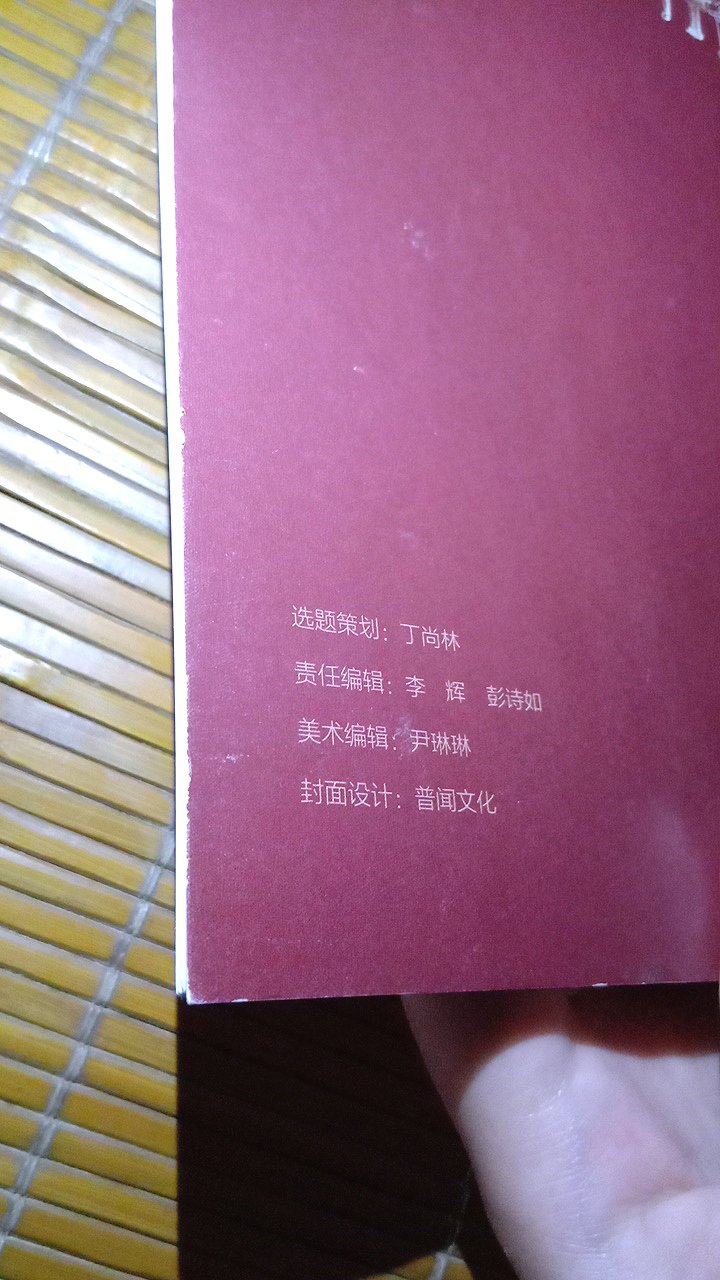 选题策划：丁尚林
责任编辑：李　辉　彭诗如
美术编辑：尹琳琳
封面设计：普闻文化